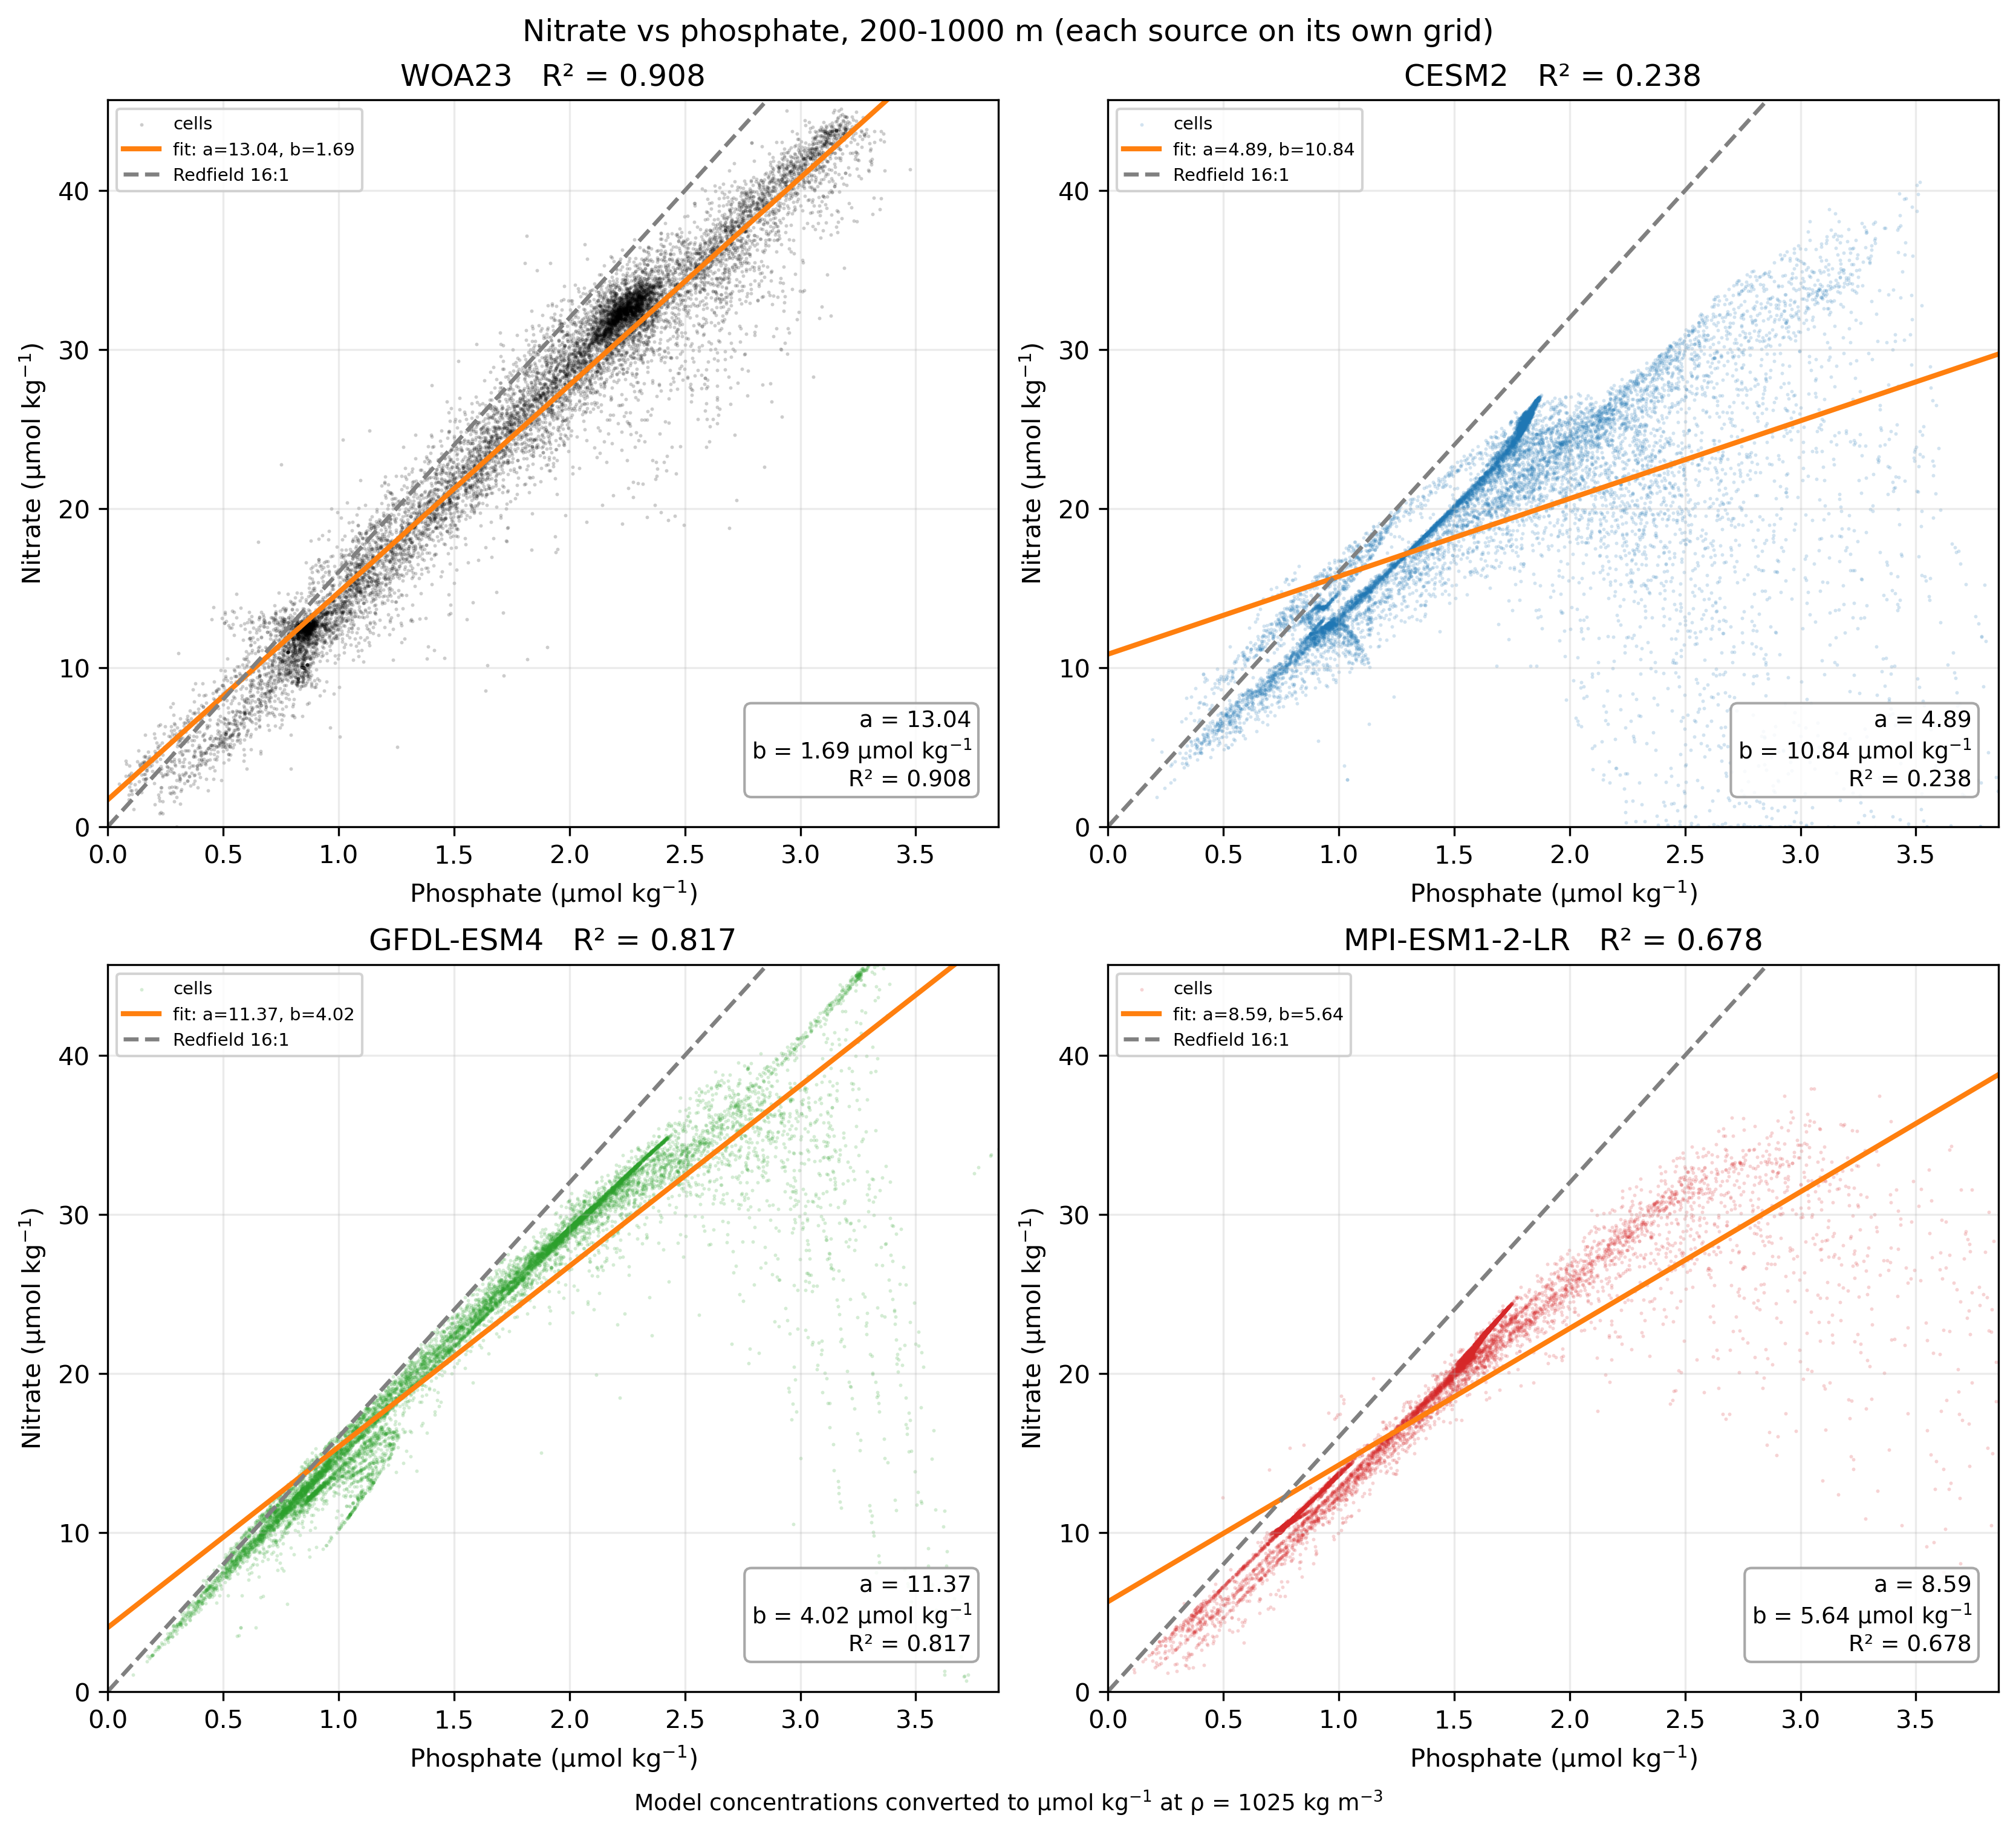 Nitrate vs phosphate, 200-1000 m (each source on its own grid)
WOA23 R² = 0.908
cells
fit: a=13.04, b=1.69
Redfield 16:1
Nitrate (µmol kg⁻¹)
40
30
20
10
0
a = 13.04
b = 1.69 µmol kg⁻¹
R² = 0.908
0.0 0.5 1.0 1.5 2.0 2.5 3.0 3.5
Phosphate (µmol kg⁻¹)
CESM2 R² = 0.238
cells
fit: a=4.89, b=10.84
Redfield 16:1
Nitrate (µmol kg⁻¹)
40
30
20
10
0
a = 4.89
b = 10.84 µmol kg⁻¹
R² = 0.238
0.0 0.5 1.0 1.5 2.0 2.5 3.0 3.5
Phosphate (µmol kg⁻¹)
GFDL-ESM4 R² = 0.817
cells
fit: a=11.37, b=4.02
Redfield 16:1
Nitrate (µmol kg⁻¹)
40
30
20
10
0
a = 11.37
b = 4.02 µmol kg⁻¹
R² = 0.817
0.0 0.5 1.0 1.5 2.0 2.5 3.0 3.5
Phosphate (µmol kg⁻¹)
MPI-ESM1-2-LR R² = 0.678
cells
fit: a=8.59, b=5.64
Redfield 16:1
Nitrate (µmol kg⁻¹)
40
30
20
10
0
a = 8.59
b = 5.64 µmol kg⁻¹
R² = 0.678
0.0 0.5 1.0 1.5 2.0 2.5 3.0 3.5
Phosphate (µmol kg⁻¹)
Model concentrations converted to µmol kg⁻¹ at ρ = 1025 kg m⁻³